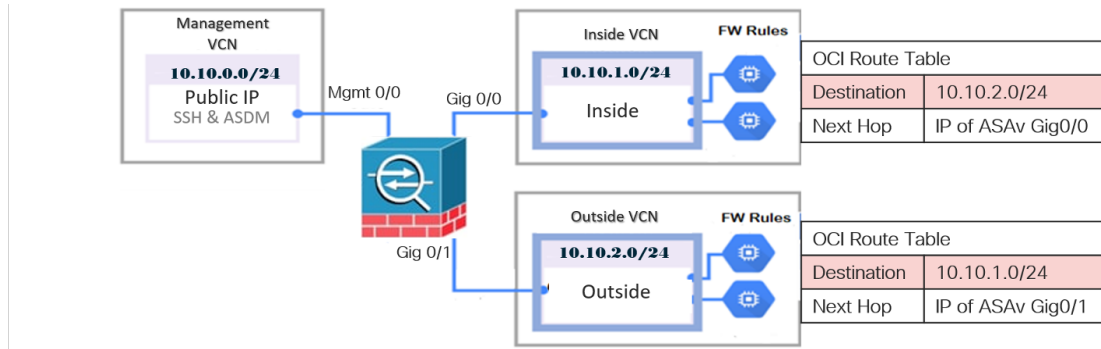 Management
VCN
10.10.0.0/24
Public IP
SSH & ASDM
Mgmt 0/0
Gig 0/0
Gig 0/1
Inside VCN
FW Rules
10.10.1.0/24
Inside
OCI Route Table
Destination 10.10.2.0/24
Next Hop IP of ASAv Gig0/0
Outside VCN
FW Rules
10.10.2.0/24
Outside
OCI Route Table
Destination 10.10.1.0/24
Next Hop IP of ASAv Gig0/1